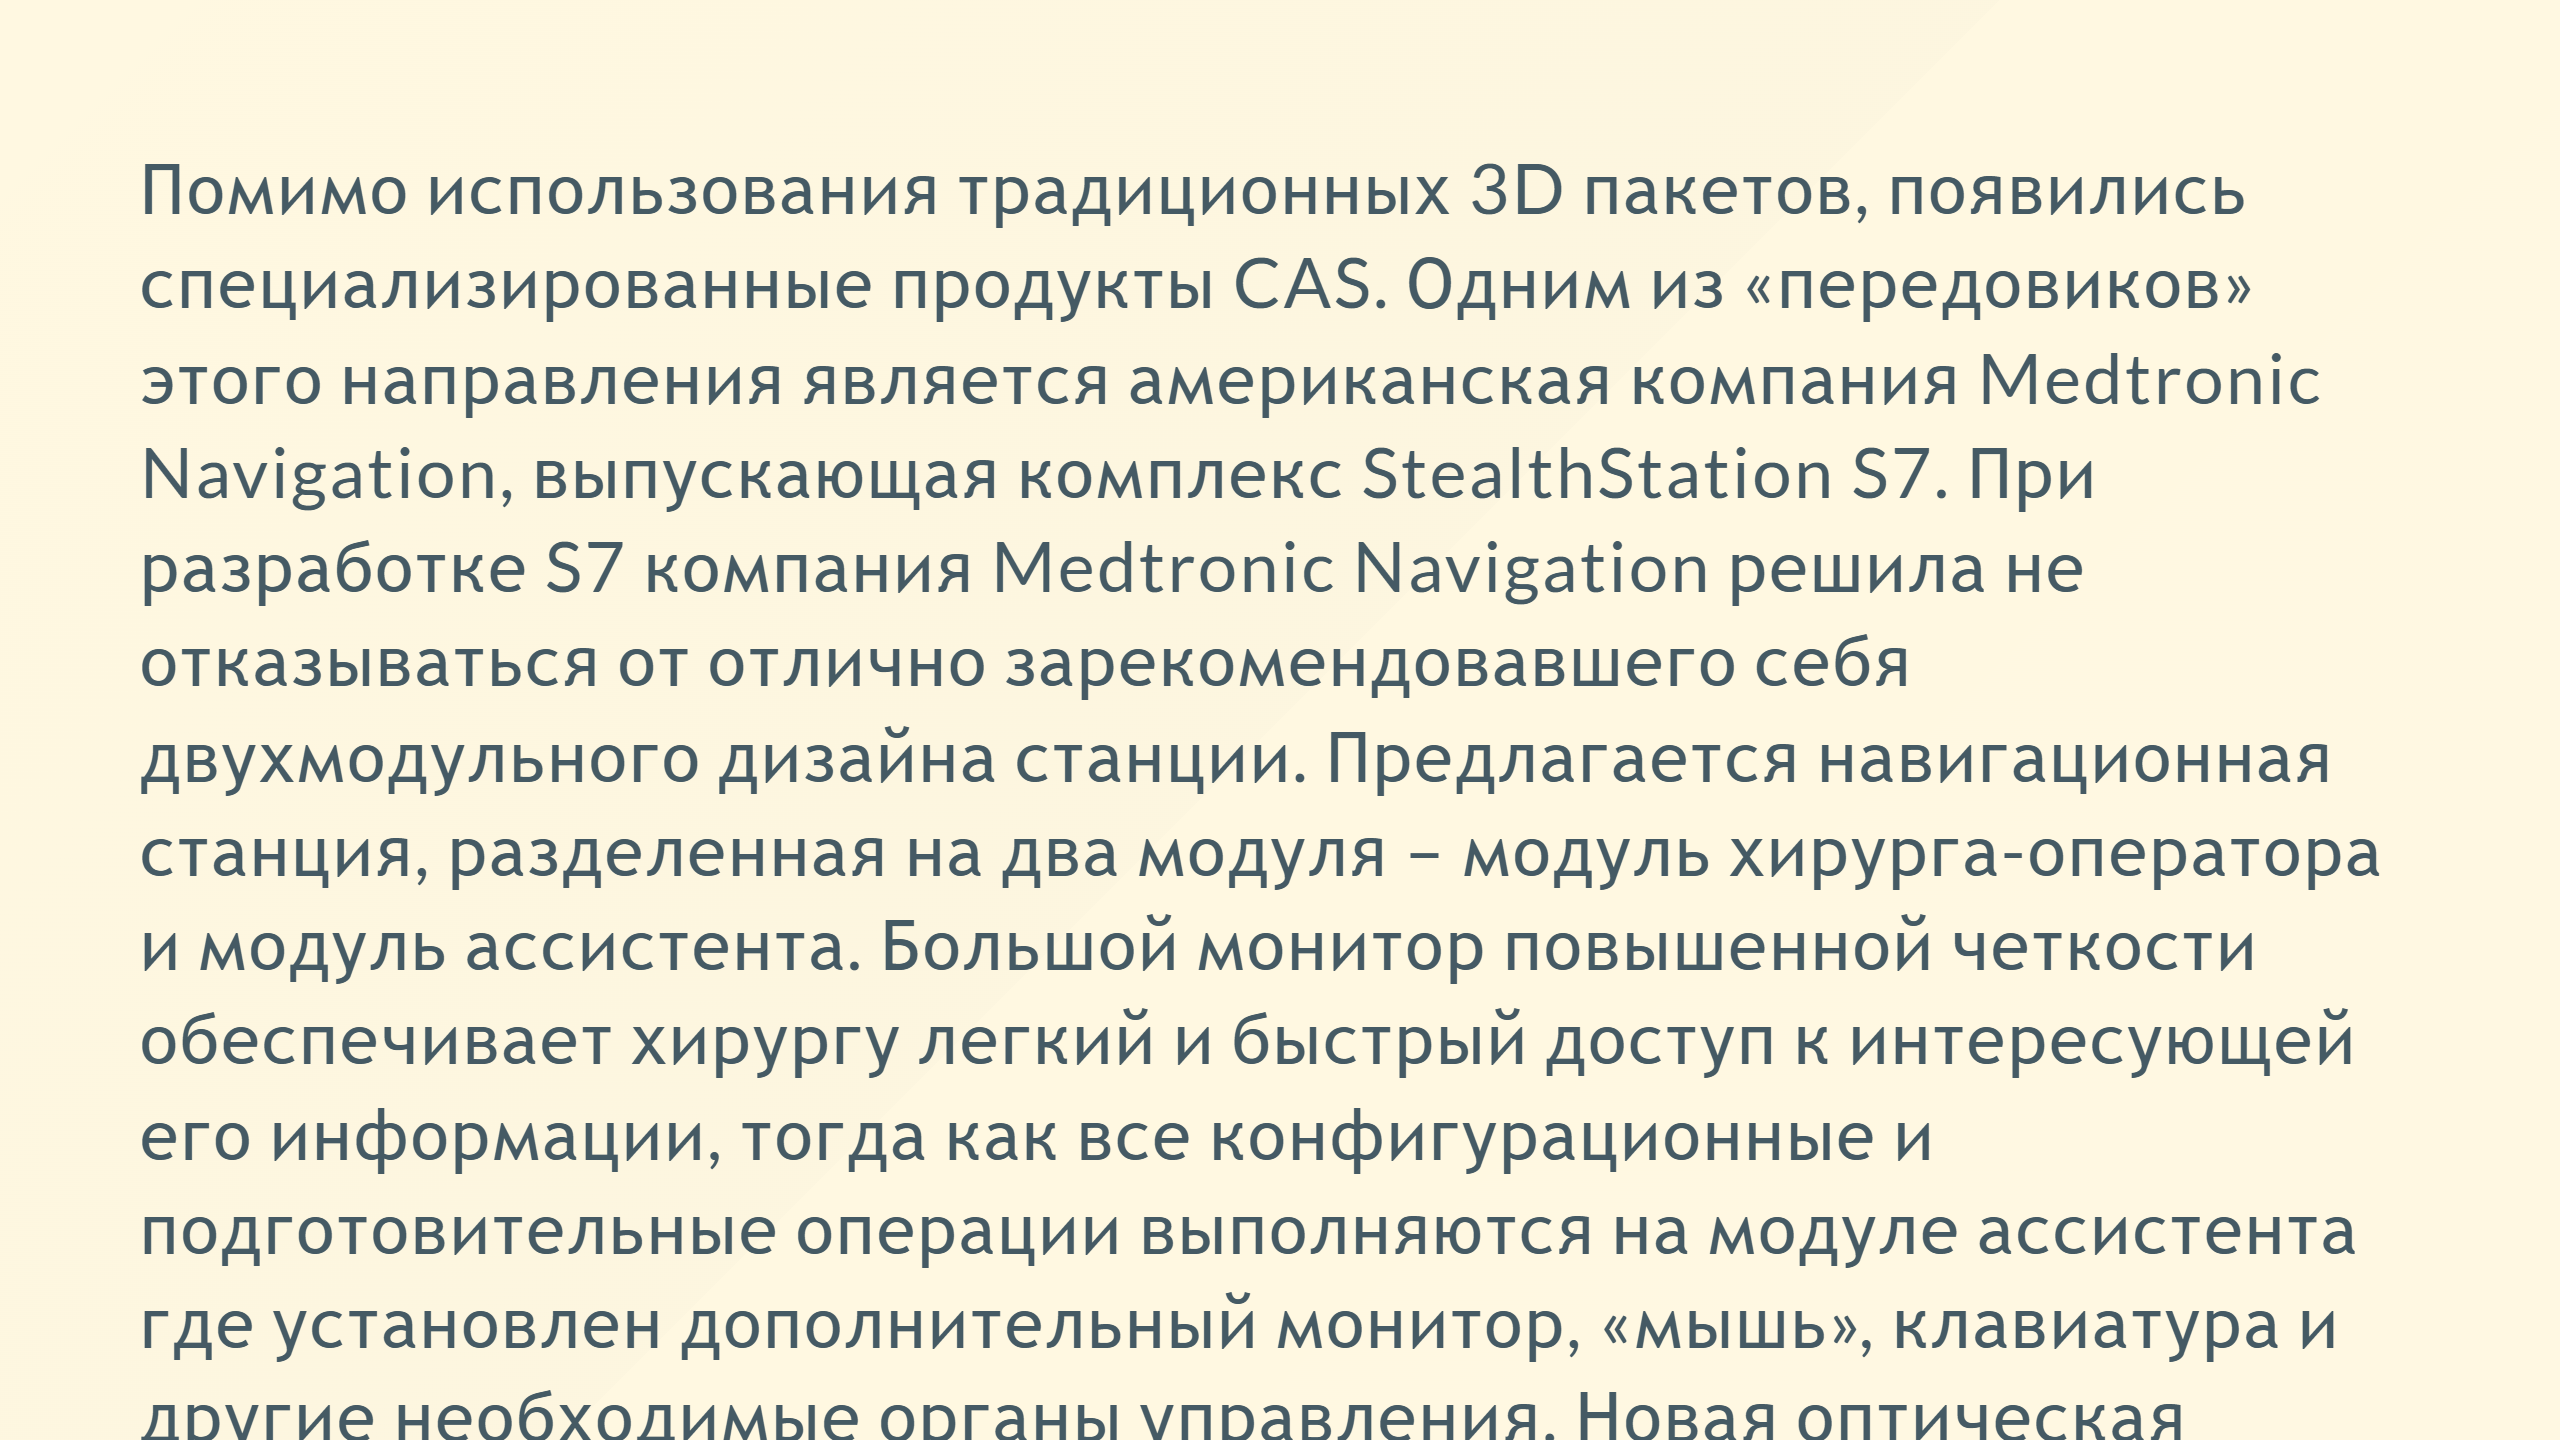 Помимо использования традиционных 3D пакетов, появились
специализированные продукты CAS. Одним из «передовиков»
этого направления является американская компания Medtronic
Navigation, выпускающая комплекс StealthStation S7. При
разработке S7 компания Medtronic Navigation решила не
отказываться от отлично зарекомендовавшего себя
двухмодульного дизайна станции. Предлагается навигационная
станция, разделенная на два модуля – модуль хирурга-оператора
и модуль ассистента. Большой монитор повышенной четкости
обеспечивает хирургу легкий и быстрый доступ к интересующей
его информации, тогда как все конфигурационные и
подготовительные операции выполняются на модуле ассистента
где установлен дополнительный монитор, «мышь», клавиатура и
другие необходимые органы управления. Новая оптическая